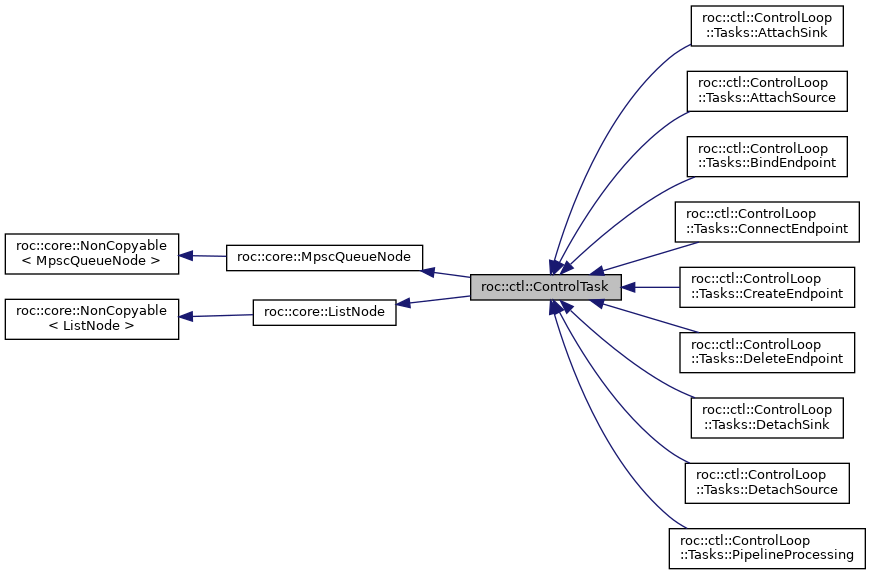 roc::ctl::ControlLoop
::Tasks::AttachSink
roc::ctl::ControlLoop
::Tasks::AttachSource
roc::ctl::ControlLoop
::Tasks::BindEndpoint
roc::ctl::ControlLoop
::Tasks::ConnectEndpoint
roc::core::NonCopyable
< MpscQueueNode >
roc::core::MpscQueueNode
roc::ctl::ControlTask
roc::ctl::ControlLoop
::Tasks::CreateEndpoint
roc::core::NonCopyable
< ListNode >
roc::core::ListNode
roc::ctl::ControlLoop
::Tasks::DeleteEndpoint
roc::ctl::ControlLoop
::Tasks::DetachSink
roc::ctl::ControlLoop
::Tasks::DetachSource
roc::ctl::ControlLoop
::Tasks::PipelineProcessing